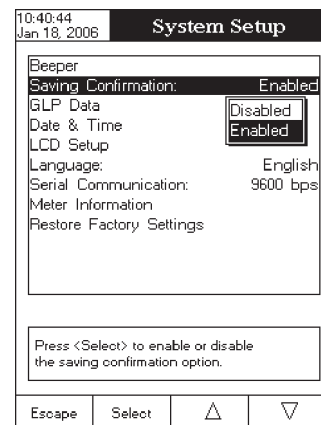 10:40:44
Jan 18, 2006
System Setup
Beeper
Saving Confirmation: Enabled
GLP Data
Disabled
Date & Time
Enabled
LCD Setup
Language: English
Serial Communication: 9600 bps
Meter Information
Restore Factory Settings
Press <Select> to enable or disable
the saving confirmation option.
Escape Select △ ▽